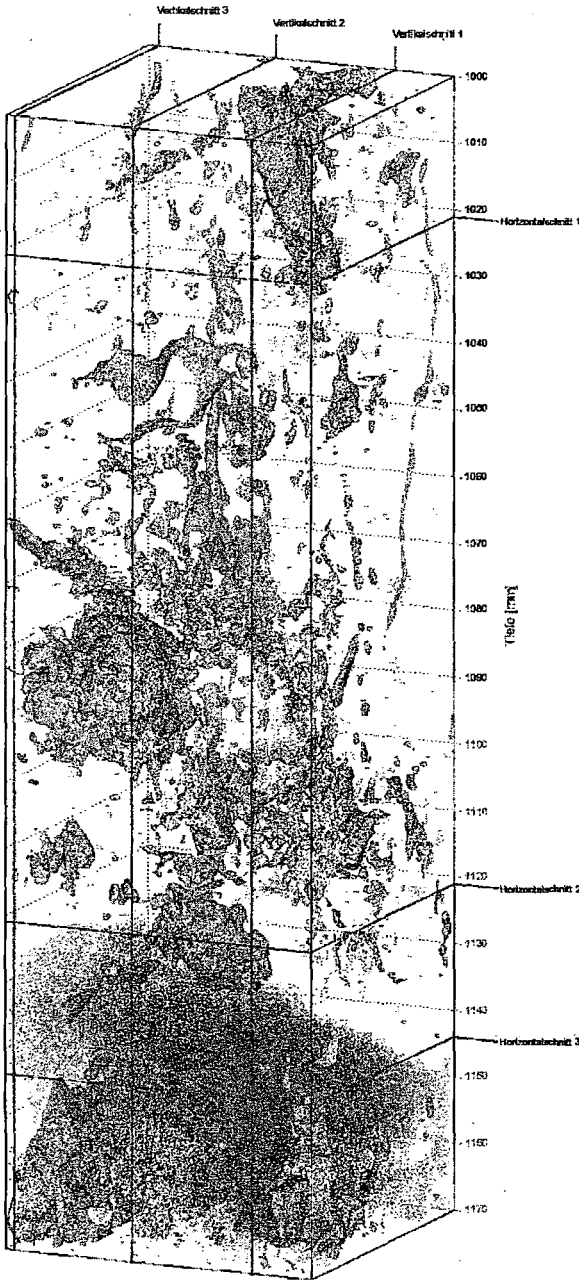 Vertikalschnitt 3
Vertikalschnitt 2
Vertikalschnitt 1
1000
1010
1020
Horizontalschnitt 1
1030
1040
1050
1060
1070
1080
Tiefe [mm]
1090
1100
1110
1120
Horizontalschnitt 2
1130
1140
Horizontalschnitt 3
1150
1160
1170